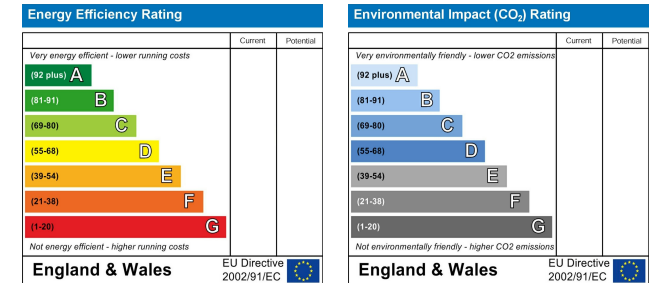 Energy Efficiency Rating
Current Potential
Very energy efficient - lower running costs
(92 plus) A
(81-91) B
(69-80) C
(55-68) D
(39-54) E
(21-38) F
(1-20) G
Not energy efficient - higher running costs
England & Wales
EU Directive
2002/91/EC
Environmental Impact (CO₂) Rating
Current Potential
Very environmentally friendly - lower CO2 emissions
(92 plus) A
(81-91) B
(69-80) C
(55-68) D
(39-54) E
(21-38) F
(1-20) G
Not environmentally friendly - higher CO2 emissions
England & Wales
EU Directive
2002/91/EC